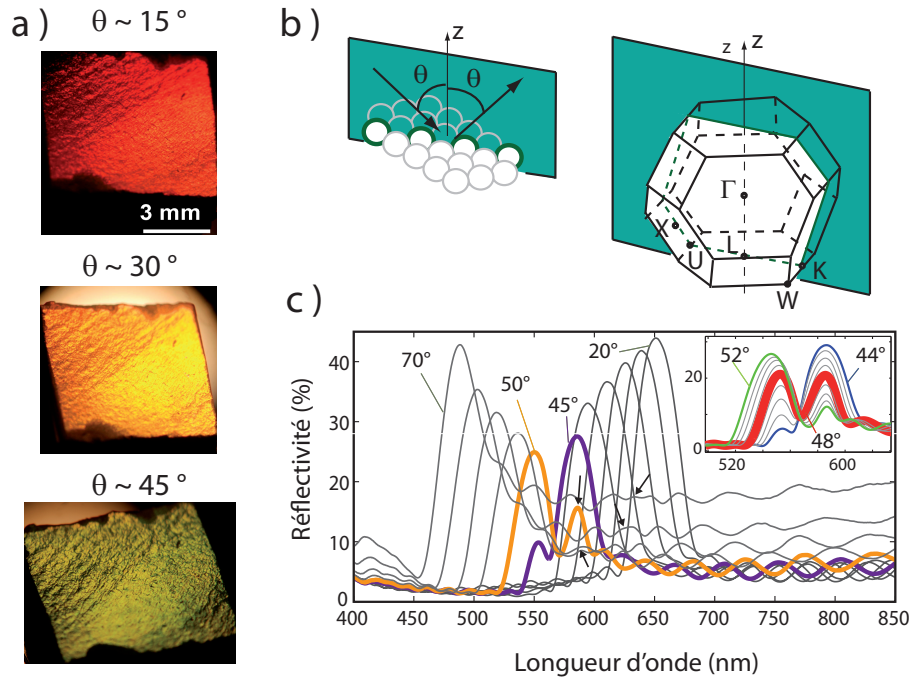 a)
θ ~ 15 °
3 mm
θ ~ 30 °
θ ~ 45 °
b)
z
θ θ
z z
Γ
X
U
L
K
W
c)
Réflectivité (%)
40
30
20
10
0
70°
50°
45°
20°
52°
44°
48°
20
0
520 600
400 450 500 550 600 650 700 750 800 850
Longueur d'onde (nm)